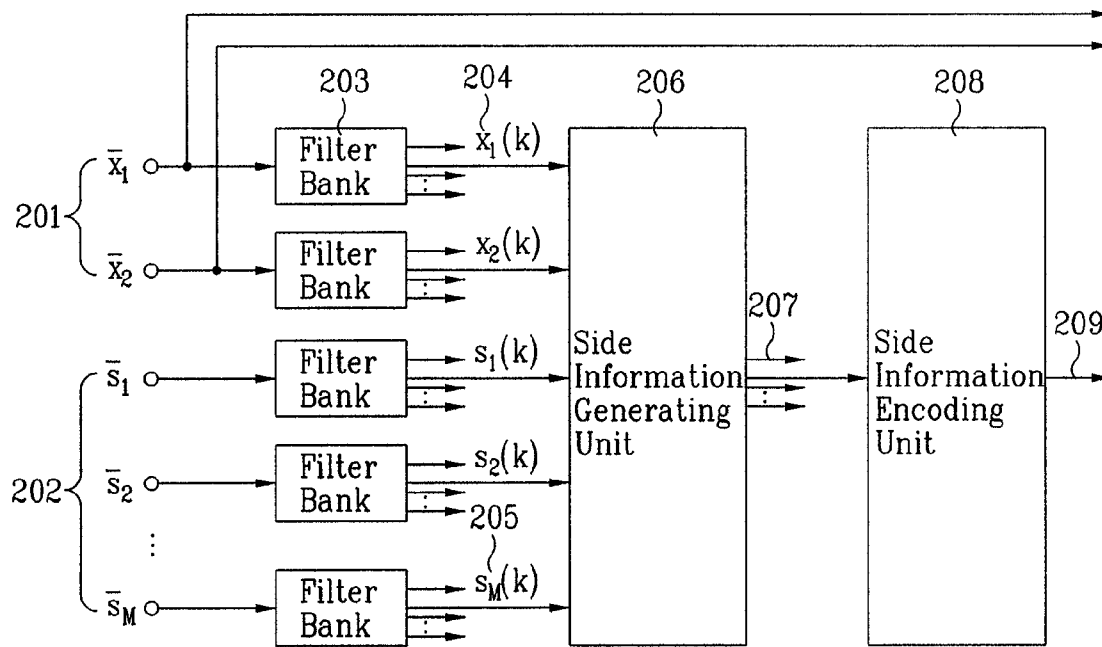 203
204
206
208
201
x̄₁
Filter
Bank
x₁(k)
x̄₂
Filter
Bank
x₂(k)
207
209
202
s̄₁
Filter
Bank
s₁(k)
Side
Information
Generating
Unit
Side
Information
Encoding
Unit
s̄₂
Filter
Bank
s₂(k)
205
⋮
s̄M
Filter
Bank
sM(k)